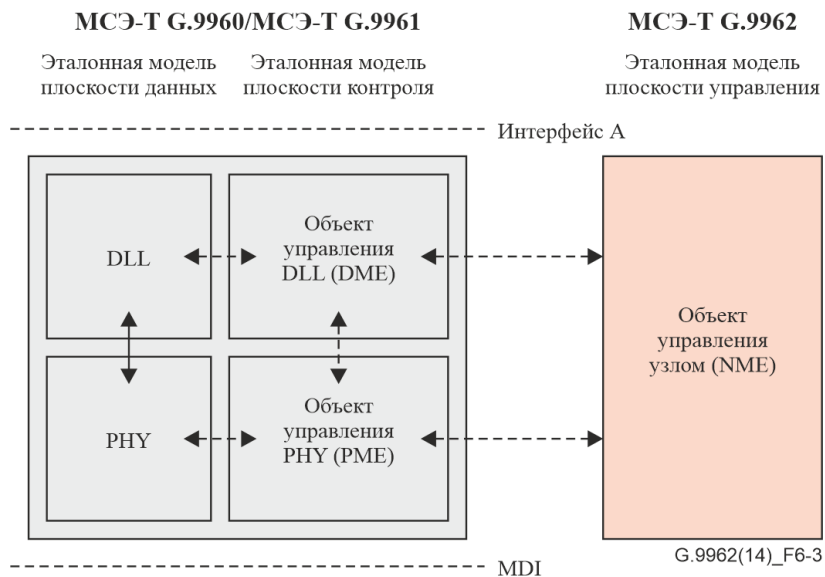 МСЭ-Т G.9960/МСЭ-Т G.9961
МСЭ-Т G.9962
Эталонная модель
плоскости данных
Эталонная модель
плоскости контроля
Эталонная модель
плоскости управления
Интерфейс А
DLL
Объект
управления
DLL (DME)
PHY
Объект
управления
PHY (PME)
Объект
управления
узлом (NME)
G.9962(14)_F6-3
MDI